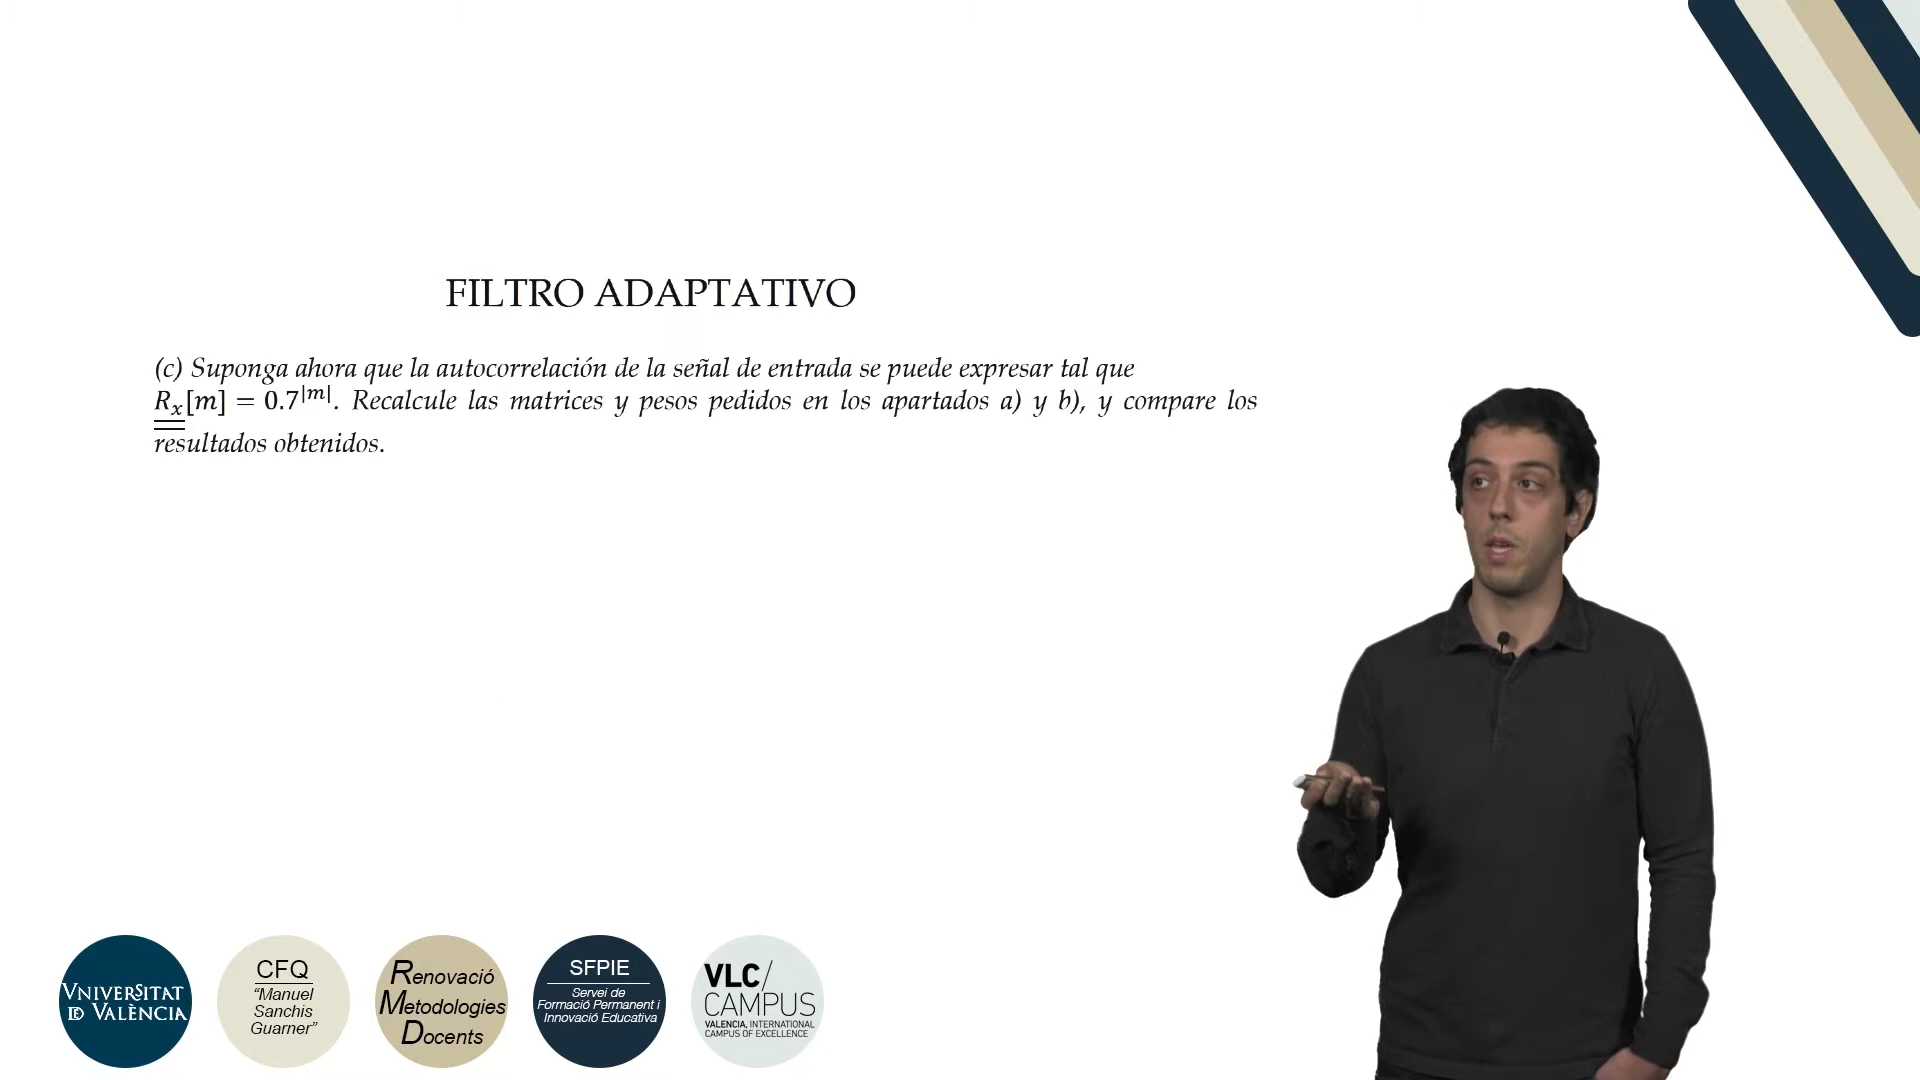 FILTRO ADAPTATIVO
(c) Suponga ahora que la autocorrelación de la señal de entrada se puede expresar tal que
Rₓ[m] = 0.7^|m|. Recalcule las matrices y pesos pedidos en los apartados a) y b), y compare los
resultados obtenidos.
VNIVERSITAT
DE VALÈNCIA
CFQ
“Manuel
Sanchis
Guarner”
Renovació
Metodologies
Docents
SFPIE
Servei de
Formació Permanent i
Innovació Educativa
VLC/
CAMPUS
VALENCIA, INTERNATIONAL
CAMPUS OF EXCELLENCE